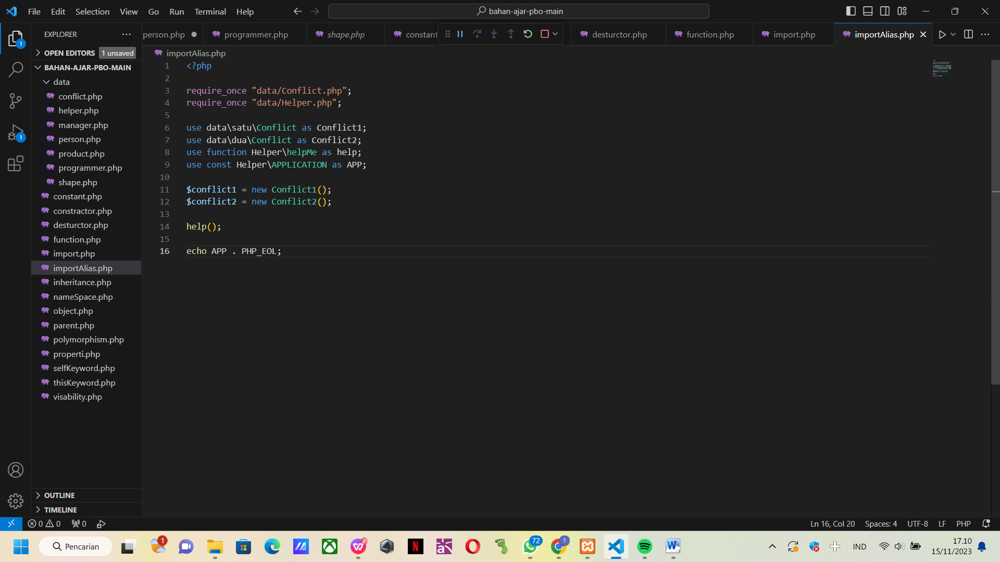 File Edit Selection View Go Run Terminal Help
bahan-ajar-pbo-main
EXPLORER
OPEN EDITORS 1 unsaved
BAHAN-AJAR-PBO-MAIN
data
conflict.php
helper.php
manager.php
person.php
product.php
programmer.php
shape.php
constant.php
constractor.php
desturctor.php
function.php
import.php
importAlias.php
inheritance.php
nameSpace.php
object.php
parent.php
polymorphism.php
properti.php
selfKeyword.php
thisKeyword.php
visability.php
OUTLINE
TIMELINE
1
1
person.php programmer.php shape.php constant desturctor.php function.php import.php importAlias.php
importAlias.php
1 <?php
2
3 require_once "data/Conflict.php";
4 require_once "data/Helper.php";
5
6 use data\satu\Conflict as Conflict1;
7 use data\dua\Conflict as Conflict2;
8 use function Helper\helpMe as help;
9 use const Helper\APPLICATION as APP;
10
11 $conflict1 = new Conflict1();
12 $conflict2 = new Conflict2();
13
14 help();
15
16 echo APP . PHP_EOL;
0 0 0
Ln 16, Col 20 Spaces: 4 UTF-8 LF PHP
Pencarian
1
72
T
IND
17.10
15/11/2023